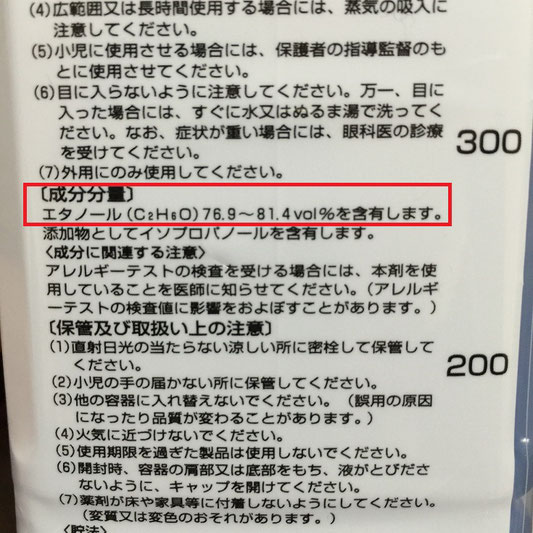 (4)広範囲又は長時間使用する場合には、蒸気の吸入に
注意してください。
(5)小児に使用させる場合には、保護者の指導監督のも
とに使用させてください。
(6)目に入らないように注意してください。万一、目に
入った場合には、すぐに水又はぬるま湯で洗ってく
ださい。なお、症状が重い場合には、眼科医の診療
を受けてください。
300
(7)外用にのみ使用してください。
〔成分分量〕
エタノール(C2H6O)76.9〜81.4vol%を含有します。
添加物としてイソプロパノールを含有します。
〈成分に関連する注意〉
アレルギーテストの検査を受ける場合には、本剤を使
用していることを医師に知らせてください。(アレルギ
ーテストの検査値に影響をおよぼすことがあります。)
〔保管及び取扱い上の注意〕
(1)直射日光の当たらない涼しい所に密栓して保管して
ください。
200
(2)小児の手の届かない所に保管してください。
(3)他の容器に入れ替えないでください。(誤用の原因
になったり品質が変わることがあります。)
(4)火気に近づけないでください。
(5)使用期限を過ぎた製品は使用しないでください。
(6)開封時、容器の肩部又は底部をもち、液がとびださ
ないように、キャップを開けてください。
(7)薬剤が床や家具等に付着しないようにしてください。
(変質又は変色のおそれがあります。)
〈貯法〉